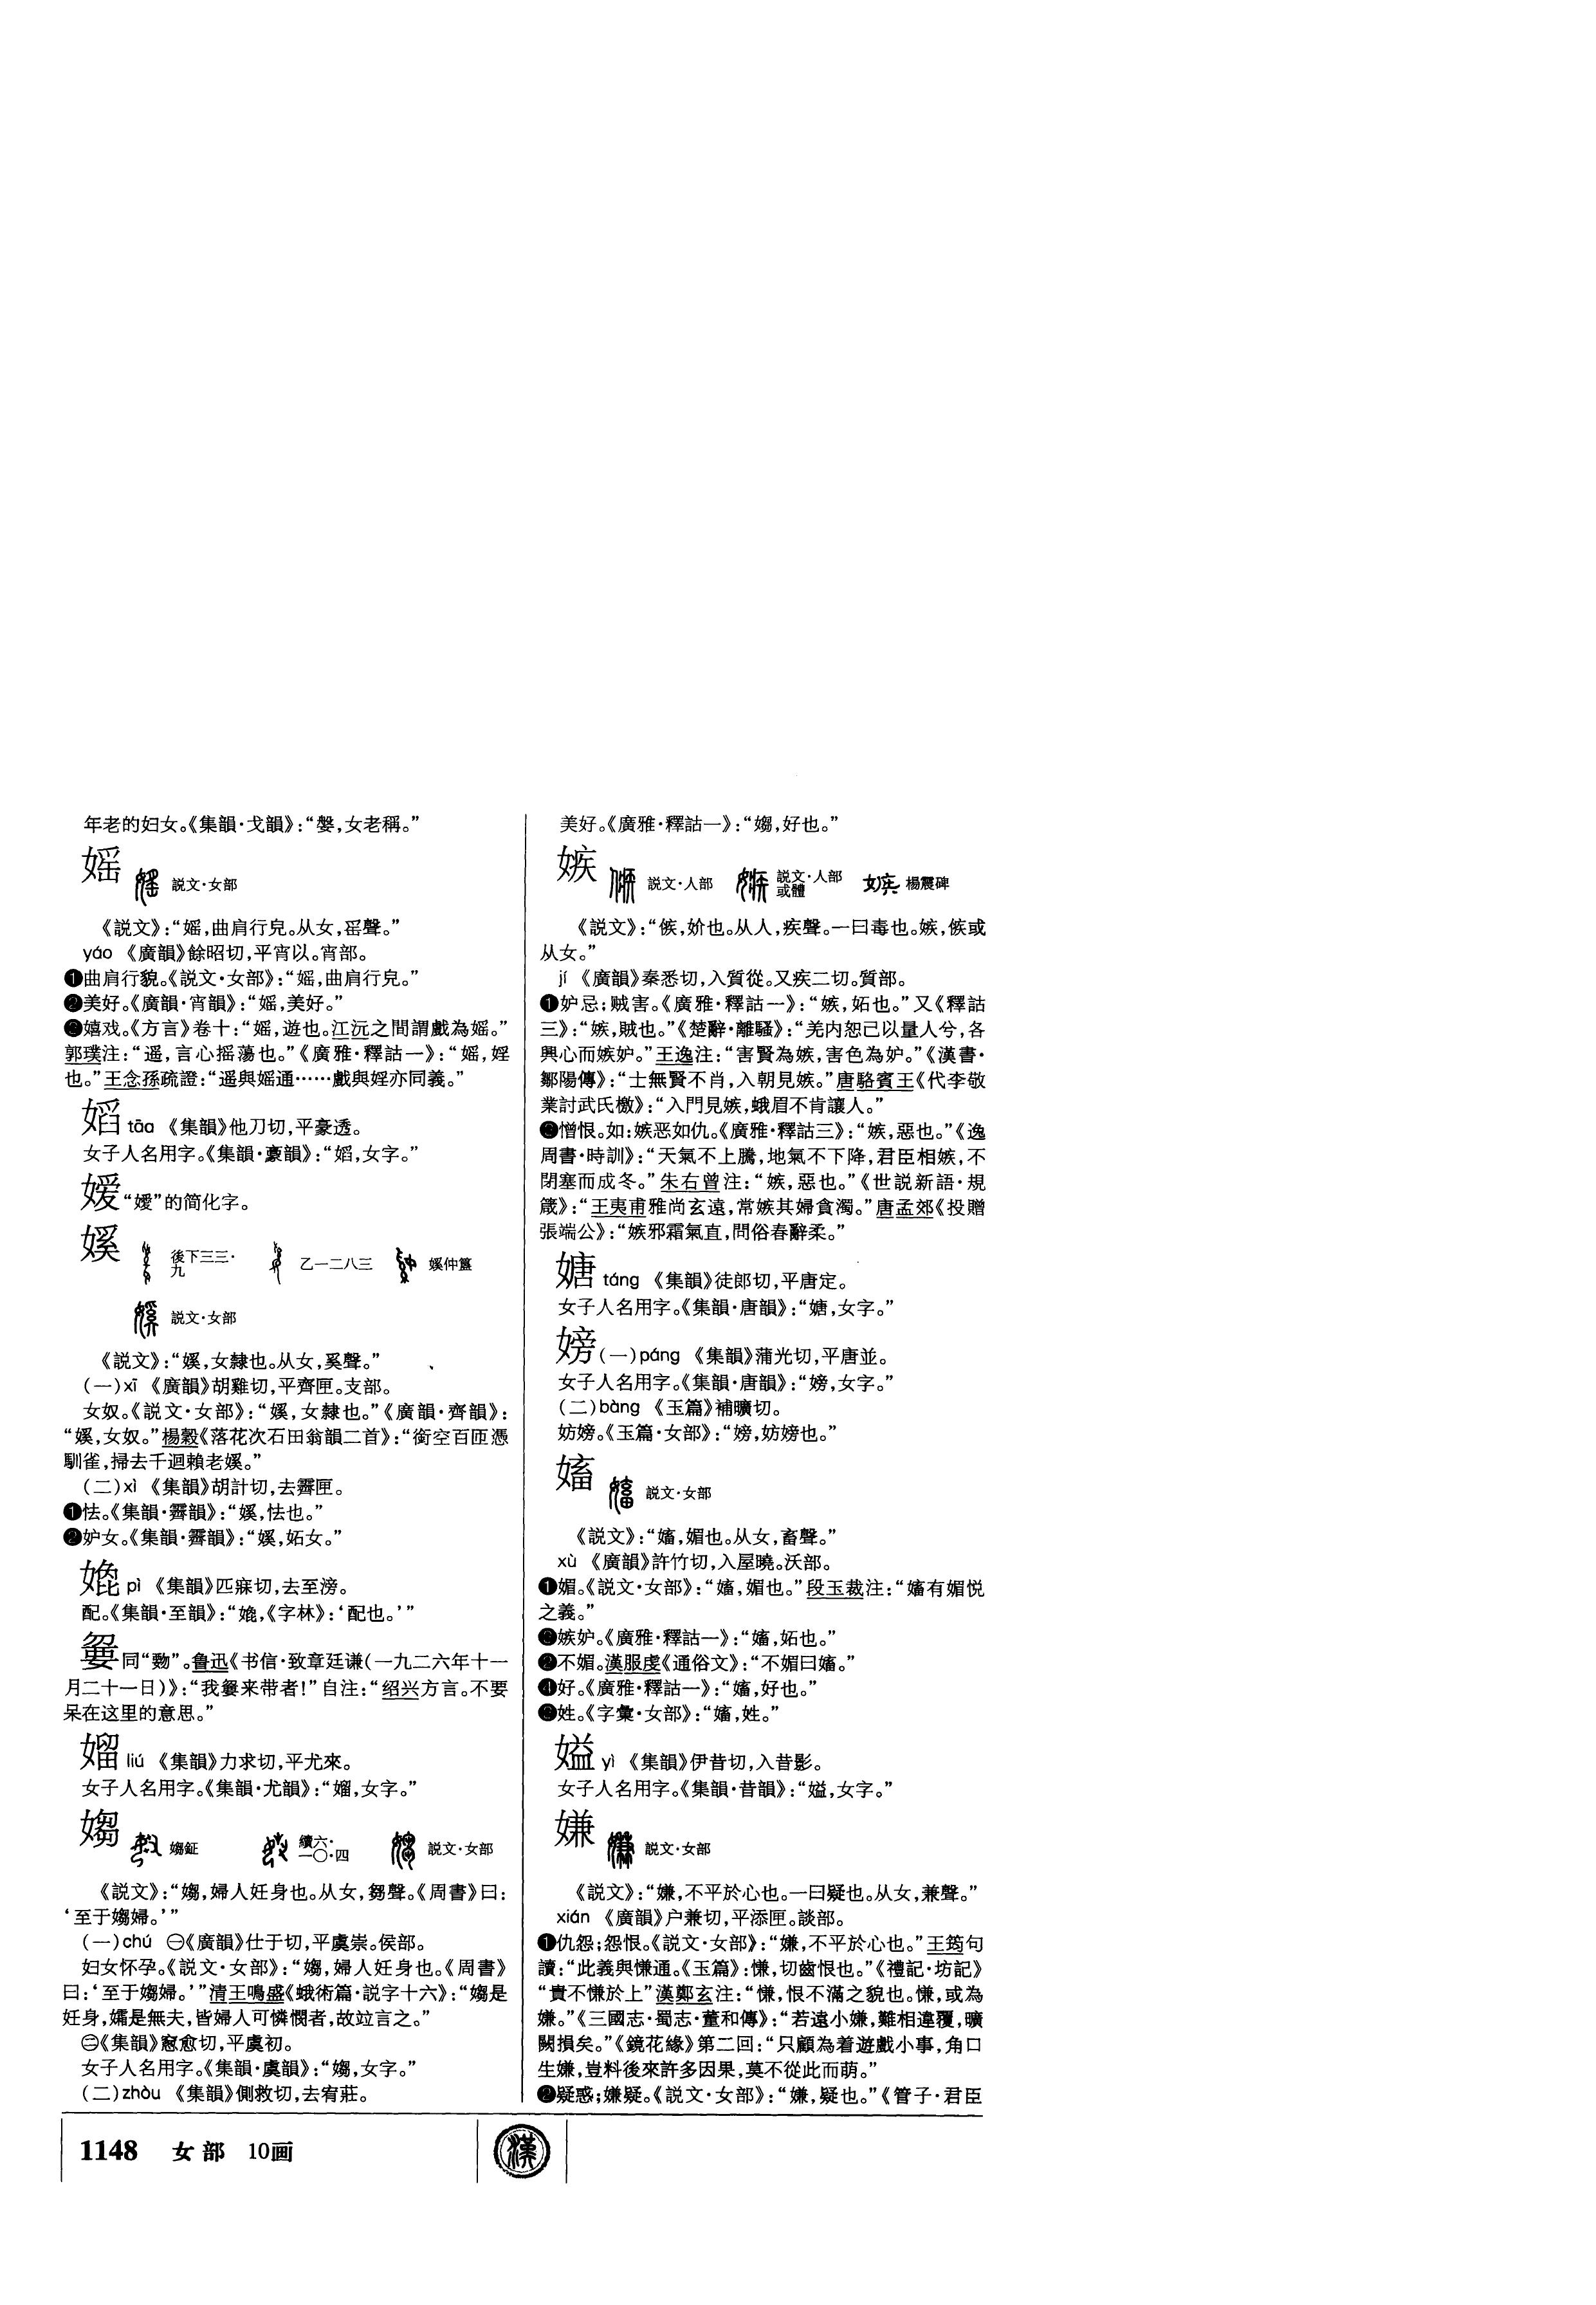 年老的妇女。《集韻·戈韻》：“媻，女老稱。”
媱
説文·女部
《説文》：“媱，曲肩行皃。从女，䍃聲。”
yáo 《廣韻》餘昭切，平宵以。宵部。
❶曲肩行貌。《説文·女部》：“媱，曲肩行皃。”
❷美好。《廣韻·宵韻》：“媱，美好。”
❸嬉戏。《方言》卷十：“媱，遊也。江沅之間謂戲為媱。”
郭璞注：“遥，言心摇蕩也。”《廣雅·釋詁一》：“媱，婬
也。”王念孫疏證：“遥與媱通……戲與婬亦同義。”
媹 tāo 《集韻》他刀切，平豪透。
女子人名用字。《集韻·豪韻》：“，女字。”
嫒 “嬡”的简化字。
媐
後下三三·
九
乙一二八三
媐仲簠
説文·女部
《説文》：“嫨，女隸也。从女，奚聲。”
（一）xī 《廣韻》胡雞切，平齊匣。支部。
女奴。《説文·女部》：“媐，女隸也。”《廣韻·齊韻》：
“，女奴。”楊榖《落花次石田翁韻二首》：“銜空百匝憑
馴雀，掃去千迴賴老。”
（二）xì 《集韻》胡計切，去霽匣。
❶怯。《集韻·霽韻》：“，怯也。”
❷妒女。《集韻·霽韻》：“，妬女。”
媲 pì 《集韻》匹寐切，去至滂。
配。《集韻·至韻》：“，《字林》：‘配也。’”
同“覅”。鲁迅《书信·致章廷谦（一九二六年十一
月二十一日）》：“我来带者！”自注：“绍兴方言。不要
呆在这里的意思。”
嬼 liú 《集韻》力求切，平尤來。
女子人名用字。《集韻·尤韻》：“，女字。”
媰
媰鉦
續六·
一〇·四
説文·女部
《説文》：“媰，婦人妊身也。从女，芻聲。《周書》曰：
‘至于媰婦。’”
（一）chú ㊀《廣韻》仕于切，平虞崇。侯部。
妇女怀孕。《説文·女部》：“媰，婦人妊身也。《周書》
曰：‘至于媰婦。’”清王鳴盛《蛾術篇·説字十六》：“媰是
妊身，孀是無夫，皆婦人可憐憫者，故竝言之。”
㊁《集韻》窻俞切，平虞初。
女子人名用字。《集韻·虞韻》：“媰，女字。”
（二）zhòu 《集韻》側救切，去宥莊。
美好。《廣雅·釋詁一》：“媰，好也。”
嫉
説文·人部
説文·人部
或體
楊震碑
《説文》：“㑵，妎也。从人，疾聲。一曰毒也。嫉，㑵或
从女。”
jí 《廣韻》秦悉切，入質從。又疾二切。質部。
❶妒忌；贼害。《廣雅·釋詁一》：“嫉，妬也。”又《釋詁
三》：“嫉，賊也。”《楚辭·離騷》：“羌内恕己以量人兮，各
興心而嫉妒。”王逸注：“害賢為嫉，害色為妒。”《漢書·
鄒陽傳》：“士無賢不肖，入朝見嫉。”唐駱賓王《代李敬
業討武氏檄》：“入門見嫉，蛾眉不肯讓人。”
❷憎恨。如：嫉恶如仇。《廣雅·釋詁三》：“嫉，惡也。”《逸
周書·時訓》：“天氣不上騰，地氣不下降，君臣相嫉，不
閉塞而成冬。”朱右曾注：“嫉，惡也。”《世説新語·規
箴》：“王夷甫雅尚玄遠，常嫉其婦貪濁。”唐孟郊《投贈
張端公》：“嫉邪霜氣直，問俗春辭柔。”
㜍 táng 《集韻》徒郎切，平唐定。
女子人名用字。《集韻·唐韻》：“，女字。”
嫎 （一）páng 《集韻》蒲光切，平唐並。
女子人名用字。《集韻·唐韻》：“嫎，女字。”
（二）bàng 《玉篇》補曠切。
妨嫎。《玉篇·女部》：“嫎，妨嫎也。”
媋
説文·女部
《説文》：“嬌，媚也。从女，畜聲。”
xù 《廣韻》許竹切，入屋曉。沃部。
❶媚。《説文·女部》：“㜅，媚也。”段玉裁注：“㜅有媚悦
之義。”
❸嫉妒。《廣雅·釋詁一》：“㜅，妬也。”
❷不媚。漢服虔《通俗文》：“不媚曰㜅。”
❹好。《廣雅·釋詁一》：“㜅，好也。”
❺姓。《字彙·女部》：“㜅，姓。”
嫛 yì 《集韻》伊昔切，入昔影。
女子人名用字。《集韻·昔韻》：“，女字。”
嫌
説文·女部
《説文》：“嫌，不平於心也。一曰疑也。从女，兼聲。”
xián 《廣韻》户兼切，平添匣。談部。
❶仇怨；怨恨。《説文·女部》：“嫌，不平於心也。”王筠句
讀：“此義與慊通。《玉篇》：慊，切齒恨也。”《禮記·坊記》
“貴不慊於上”漢鄭玄注：“慊，恨不滿之貌也。慊，或為
嫌。”《三國志·蜀志·董和傳》：“若遠小嫌，難相違覆，曠
闕損矣。”《鏡花緣》第二回：“只顧為着遊戲小事，角口
生嫌，豈料後來許多因果，莫不從此而萌。”
❷疑惑；嫌疑。《説文·女部》：“嫌，疑也。”《管子·君臣
1148 女部 10画
漢